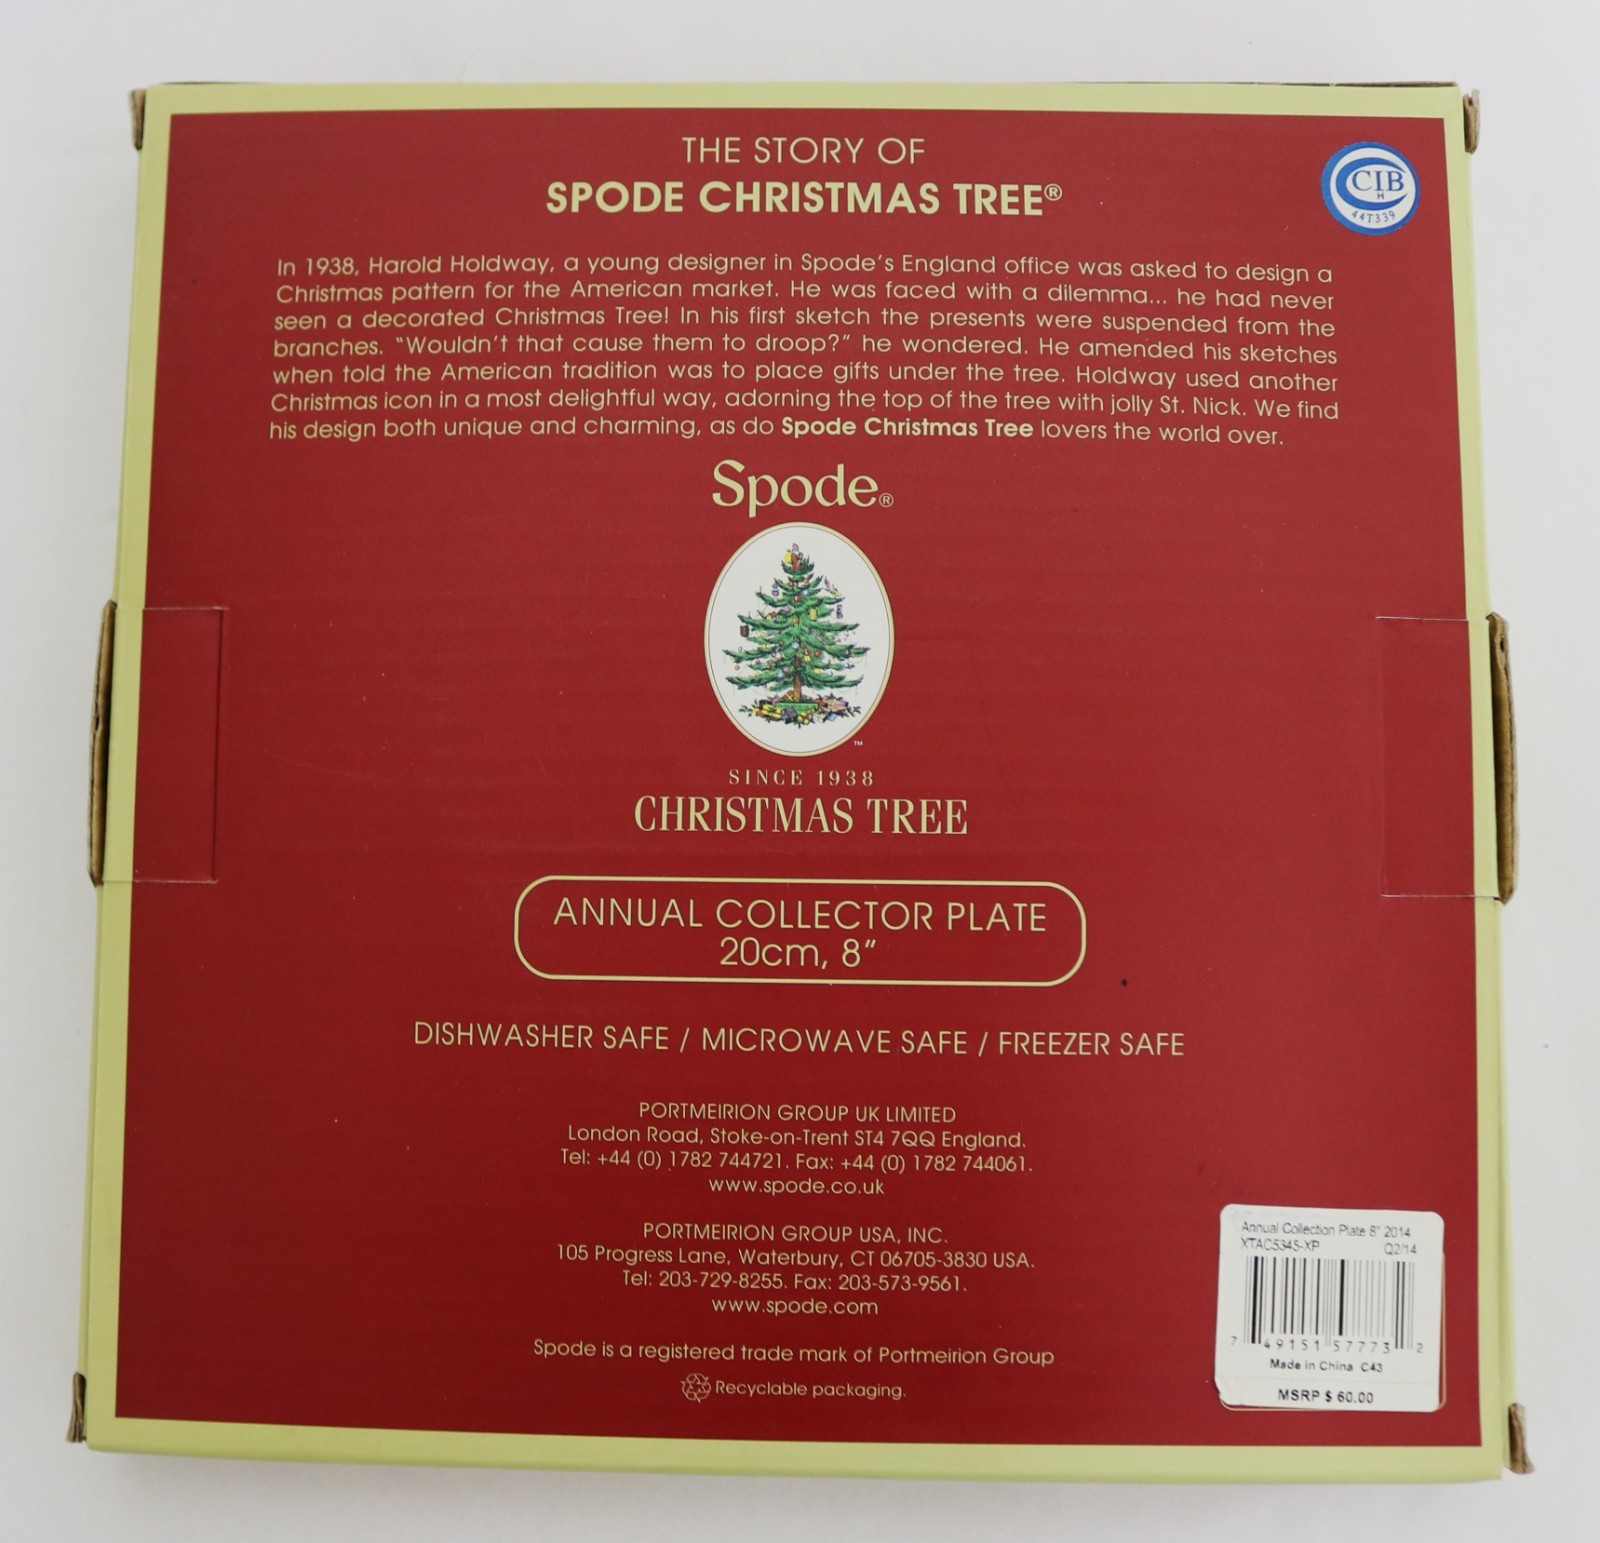 THE STORY OF
SPODE CHRISTMAS TREE®
CIB
H
44T339
In 1938, Harold Holdway, a young designer in Spode's England office was asked to design a
Christmas pattern for the American market. He was faced with a dilemma... he had never
seen a decorated Christmas Tree! In his first sketch the presents were suspended from the
branches. "Wouldn't that cause them to droop?" he wondered. He amended his sketches
when told the American tradition was to place gifts under the tree. Holdway used another
Christmas icon in a most delightful way, adorning the top of the tree with jolly St. Nick. We find
his design both unique and charming, as do Spode Christmas Tree lovers the world over.
Spode®
TM
SINCE 1938
CHRISTMAS TREE
ANNUAL COLLECTOR PLATE
20cm, 8"
DISHWASHER SAFE / MICROWAVE SAFE / FREEZER SAFE
PORTMEIRION GROUP UK LIMITED
London Road, Stoke-on-Trent ST4 7QQ England.
Tel: +44 (0) 1782 744721. Fax: +44 (0) 1782 744061.
www.spode.co.uk
PORTMEIRION GROUP USA, INC.
105 Progress Lane, Waterbury, CT 06705-3830 USA.
Tel: 203-729-8255. Fax: 203-573-9561.
www.spode.com
Spode is a registered trade mark of Portmeirion Group
Recyclable packaging.
Annual Collection Plate 8" 2014
XTAC5345-XP Q2/14
7 49151 57773 2
Made in China C43
MSRP $ 60.00